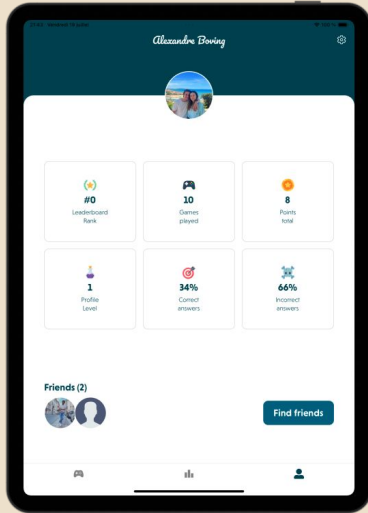 Alexandre Boving
#0
Leaderboard
Rank
10
Games
played
8
Points
total
1
Profile
Level
34%
Correct
answers
66%
Incorrect
answers
Friends (2)
Find friends